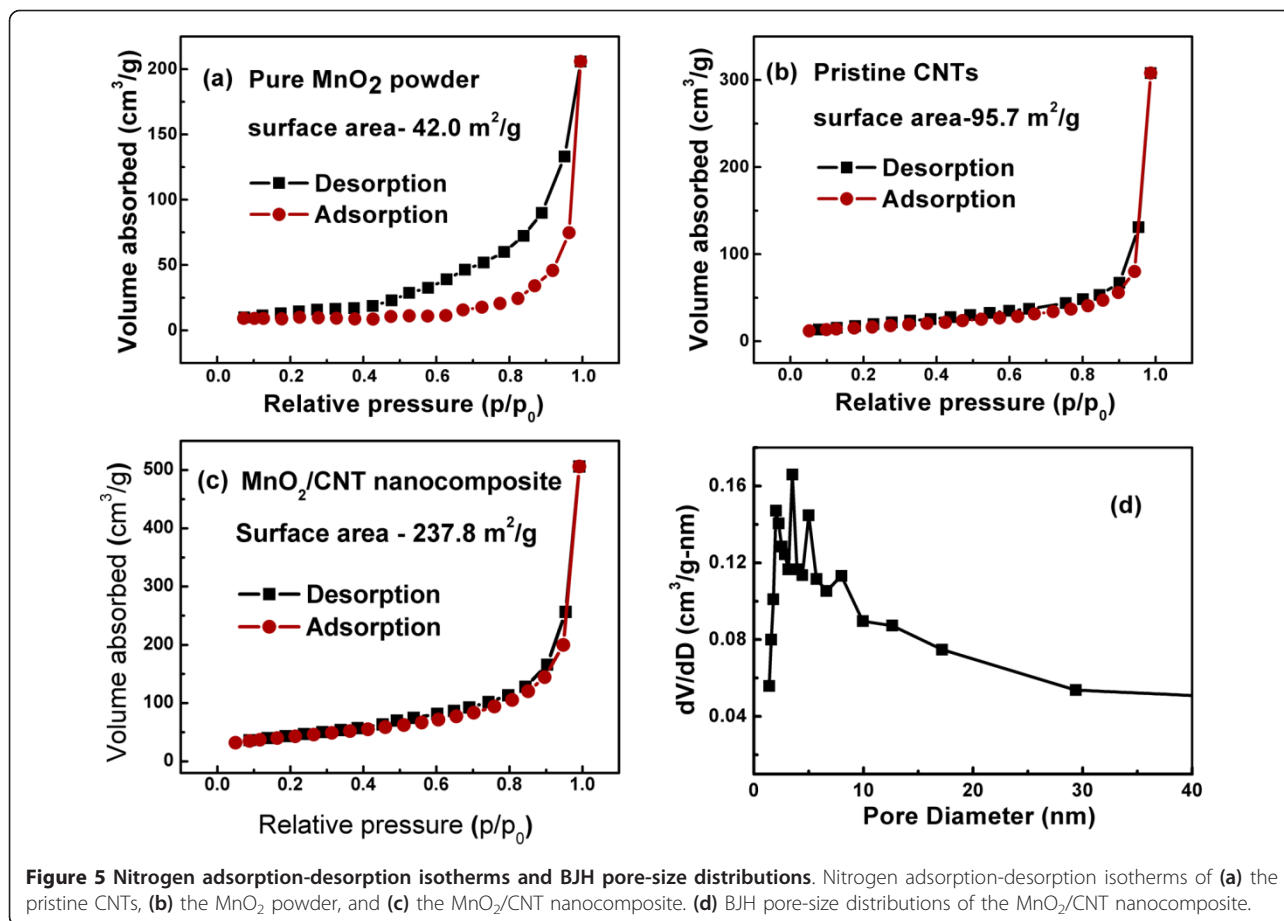 (a) Pure MnO₂ powder
surface area- 42.0 m²/g
Desorption
Adsorption
Volume absorbed (cm³/g)
200
150
100
50
0
0.0 0.2 0.4 0.6 0.8 1.0
Relative pressure (p/p₀)
(b) Pristine CNTs
surface area-95.7 m²/g
Desorption
Adsorption
Volume absorbed (cm³/g)
300
200
100
0
0.0 0.2 0.4 0.6 0.8 1.0
Relative pressure (p/p₀)
(c) MnO₂/CNT nanocomposite
Surface area - 237.8 m²/g
Desorption
Adsorption
Volume absorbed (cm³/g)
500
400
300
200
100
0
0.0 0.2 0.4 0.6 0.8 1.0
Relative pressure (p/p₀)
(d)
dV/dD (cm³/g-nm)
0.16
0.12
0.08
0.04
0 10 20 30 40
Pore Diameter (nm)
Figure 5 Nitrogen adsorption-desorption isotherms and BJH pore-size distributions. Nitrogen adsorption-desorption isotherms of (a) the
pristine CNTs, (b) the MnO₂ powder, and (c) the MnO₂/CNT nanocomposite. (d) BJH pore-size distributions of the MnO₂/CNT nanocomposite.